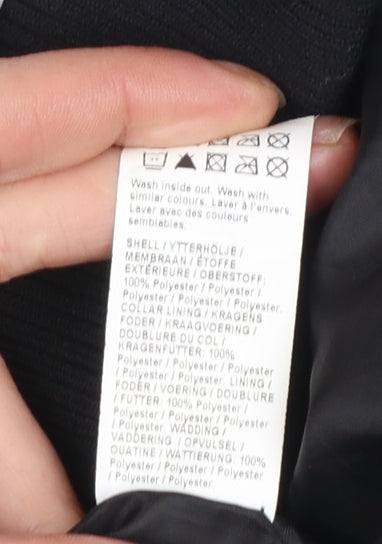 Wash inside out. Wash with
similar colours. Laver à l'envers.
Laver avec des couleurs
semblables.
SHELL / YTTERHÖLJE /
MEMBRAAN / ÉTOFFE
EXTÉRIEURE / OBERSTOFF:
100% Polyester / Polyester /
Polyester / Polyester / Polyester.
COLLAR LINING / KRAGENS
FODER / KRAAGVOERING /
DOUBLURE DU COL /
KRAGENFUTTER: 100%
Polyester / Polyester / Polyester
/ Polyester / Polyester. LINING /
FODER / VOERING / DOUBLURE
/ FUTTER: 100% Polyester /
Polyester / Polyester / Polyester
/ Polyester. WADDING /
VADDERING / OPVULSEL /
OUATINE / WATTIERUNG: 100%
Polyester / Polyester / Polyester
/ Polyester / Polyester.